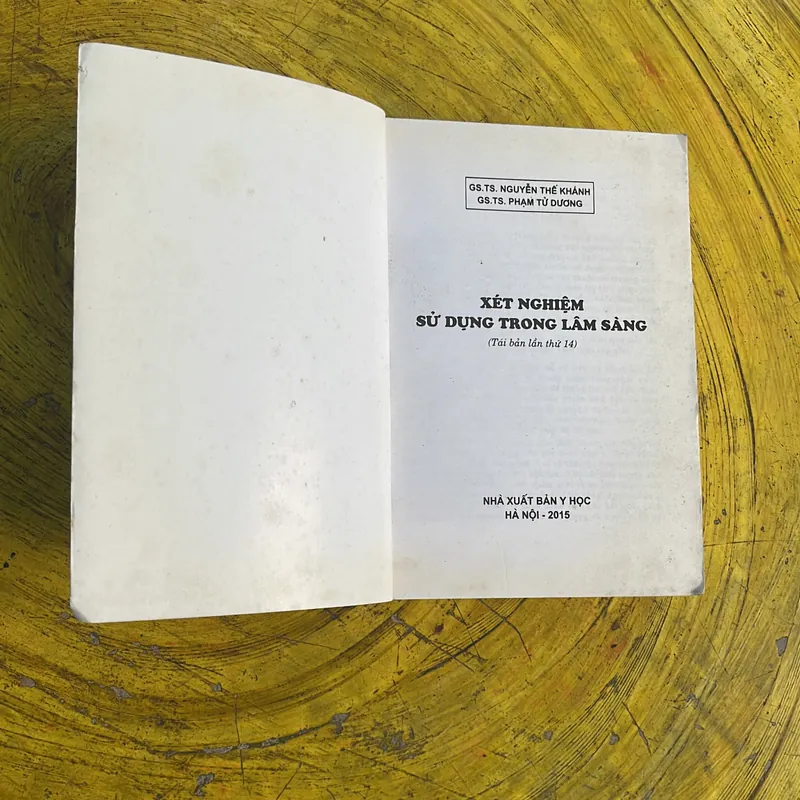 GS.TS. NGUYỄN THẾ KHÁNH
GS.TS. PHẠM TỬ DƯƠNG
XÉT NGHIỆM
SỬ DỤNG TRONG LÂM SÀNG
(Tái bản lần thứ 14)
NHÀ XUẤT BẢN Y HỌC
HÀ NỘI - 2015